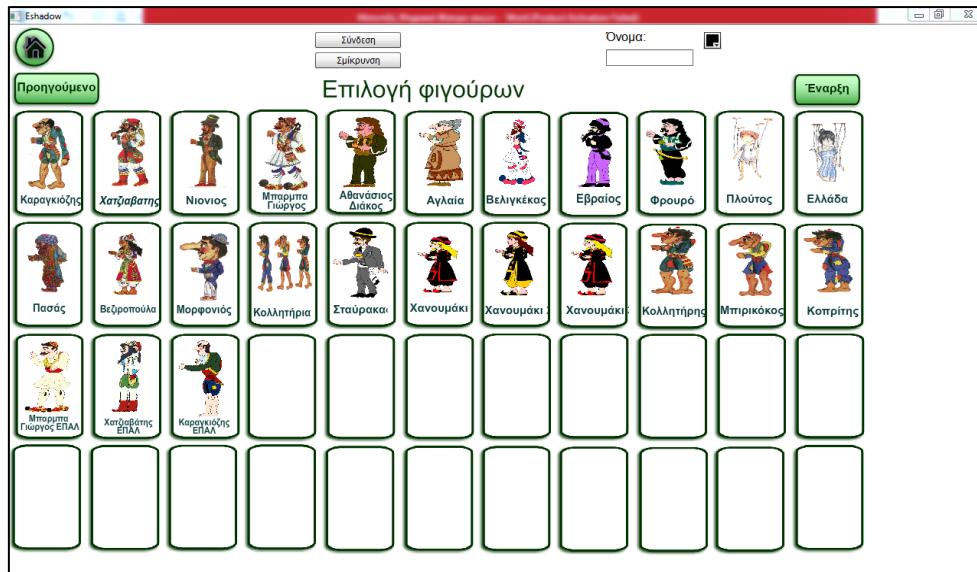 Eshadow
Σύνδεση
Σμίκρυνση
Όνομα:
Προηγούμενο
Επιλογή φιγούρων
Έναρξη
Καραγκιόζης
Χατζιαβατης
Νιονιος
Μπαρμπα
Γιώργος
Αθανάσιος
Διάκος
Αγλαία
Βελιγκέκας
Εβραίος
Φρουρό
Πλούτος
Ελλάδα
Πασάς
Βεζιροπούλα
Μορφονιός
Κολλητήρια
Σταύρακα
Χανουμάκι
Χανουμάκι
Χανουμάκι
Κολλητήρης
Μπιρικόκος
Κοπρίτης
Μπαρμπα
Γιώργος ΕΠΑΛ
Χατζιαβάτης
ΕΠΑΛ
Καραγκιόζης
ΕΠΑΛ